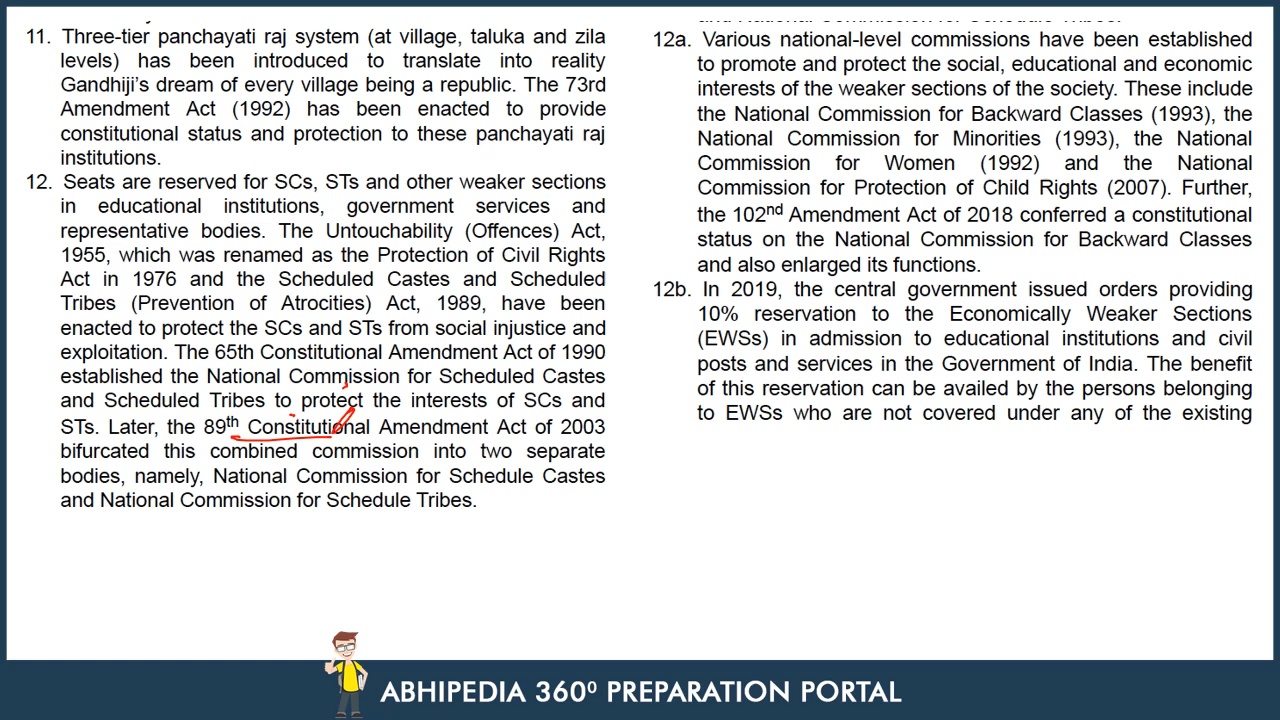 11. Three-tier panchayati raj system (at village, taluka and zila
levels) has been introduced to translate into reality
Gandhiji's dream of every village being a republic. The 73rd
Amendment Act (1992) has been enacted to provide
constitutional status and protection to these panchayati raj
institutions.
12. Seats are reserved for SCs, STs and other weaker sections
in educational institutions, government services and
representative bodies. The Untouchability (Offences) Act,
1955, which was renamed as the Protection of Civil Rights
Act in 1976 and the Scheduled Castes and Scheduled
Tribes (Prevention of Atrocities) Act, 1989, have been
enacted to protect the SCs and STs from social injustice and
exploitation. The 65th Constitutional Amendment Act of 1990
established the National Commission for Scheduled Castes
and Scheduled Tribes to protect the interests of SCs and
STs. Later, the 89th Constitutional Amendment Act of 2003
bifurcated this combined commission into two separate
bodies, namely, National Commission for Schedule Castes
and National Commission for Schedule Tribes.
and National Commission for Schedule Tribes.
12a. Various national-level commissions have been established
to promote and protect the social, educational and economic
interests of the weaker sections of the society. These include
the National Commission for Backward Classes (1993), the
National Commission for Minorities (1993), the National
Commission for Women (1992) and the National
Commission for Protection of Child Rights (2007). Further,
the 102nd Amendment Act of 2018 conferred a constitutional
status on the National Commission for Backward Classes
and also enlarged its functions.
12b. In 2019, the central government issued orders providing
10% reservation to the Economically Weaker Sections
(EWSs) in admission to educational institutions and civil
posts and services in the Government of India. The benefit
of this reservation can be availed by the persons belonging
to EWSs who are not covered under any of the existing
ABHIPEDIA 360⁰ PREPARATION PORTAL